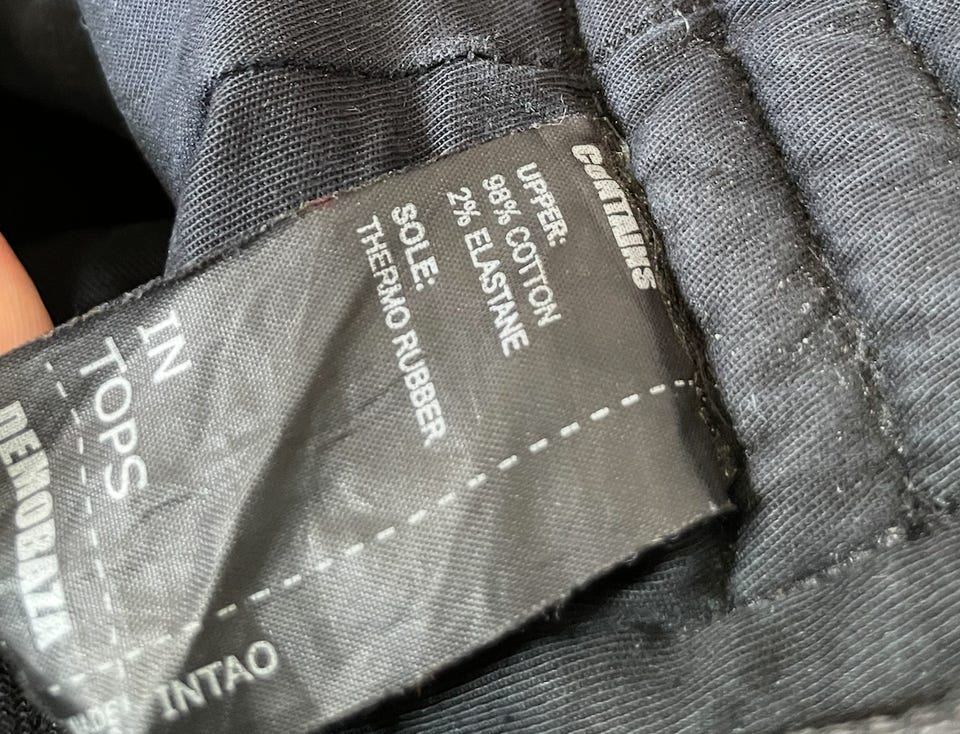 CONTAINS
UPPER:
98% COTTON
2% ELASTANE
SOLE:
THERMO RUBBER
IN
TOPS
DEMOBAZA
INTAO